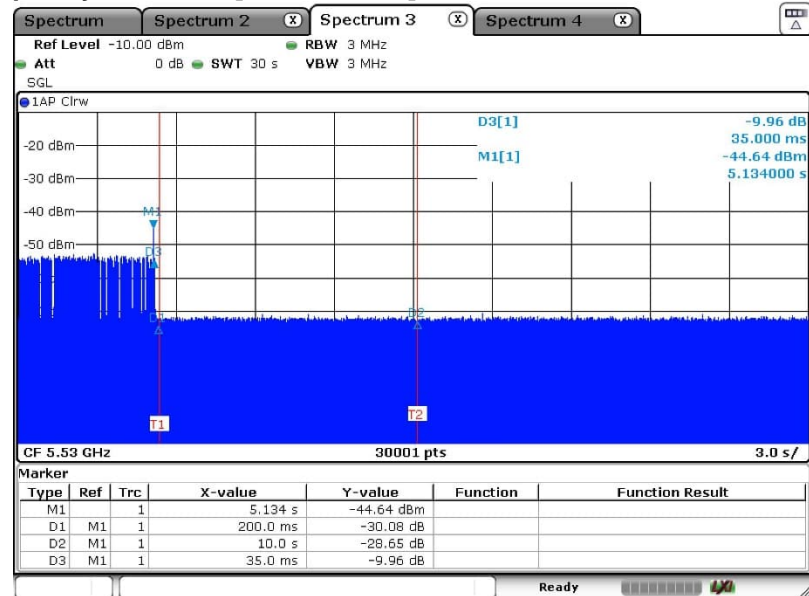 Spectrum Spectrum 2 X Spectrum 3 X Spectrum 4 X
Ref Level -10.00 dBm RBW 3 MHz
Att 0 dB SWT 30 s VBW 3 MHz
SGL
1AP Clrw
D3[1] -9.96 dB
35.000 ms
M1[1] -44.64 dBm
5.134000 s
-20 dBm
-30 dBm
-40 dBm
M1
-50 dBm
D3
D1 D2
T1 T2
CF 5.53 GHz 30001 pts 3.0 s/
Marker
Type Ref Trc X-value Y-value Function Function Result
M1 1 5.134 s -44.64 dBm
D1 M1 1 200.0 ms -30.08 dB
D2 M1 1 10.0 s -28.65 dB
D3 M1 1 35.0 ms -9.96 dB
Ready LXI